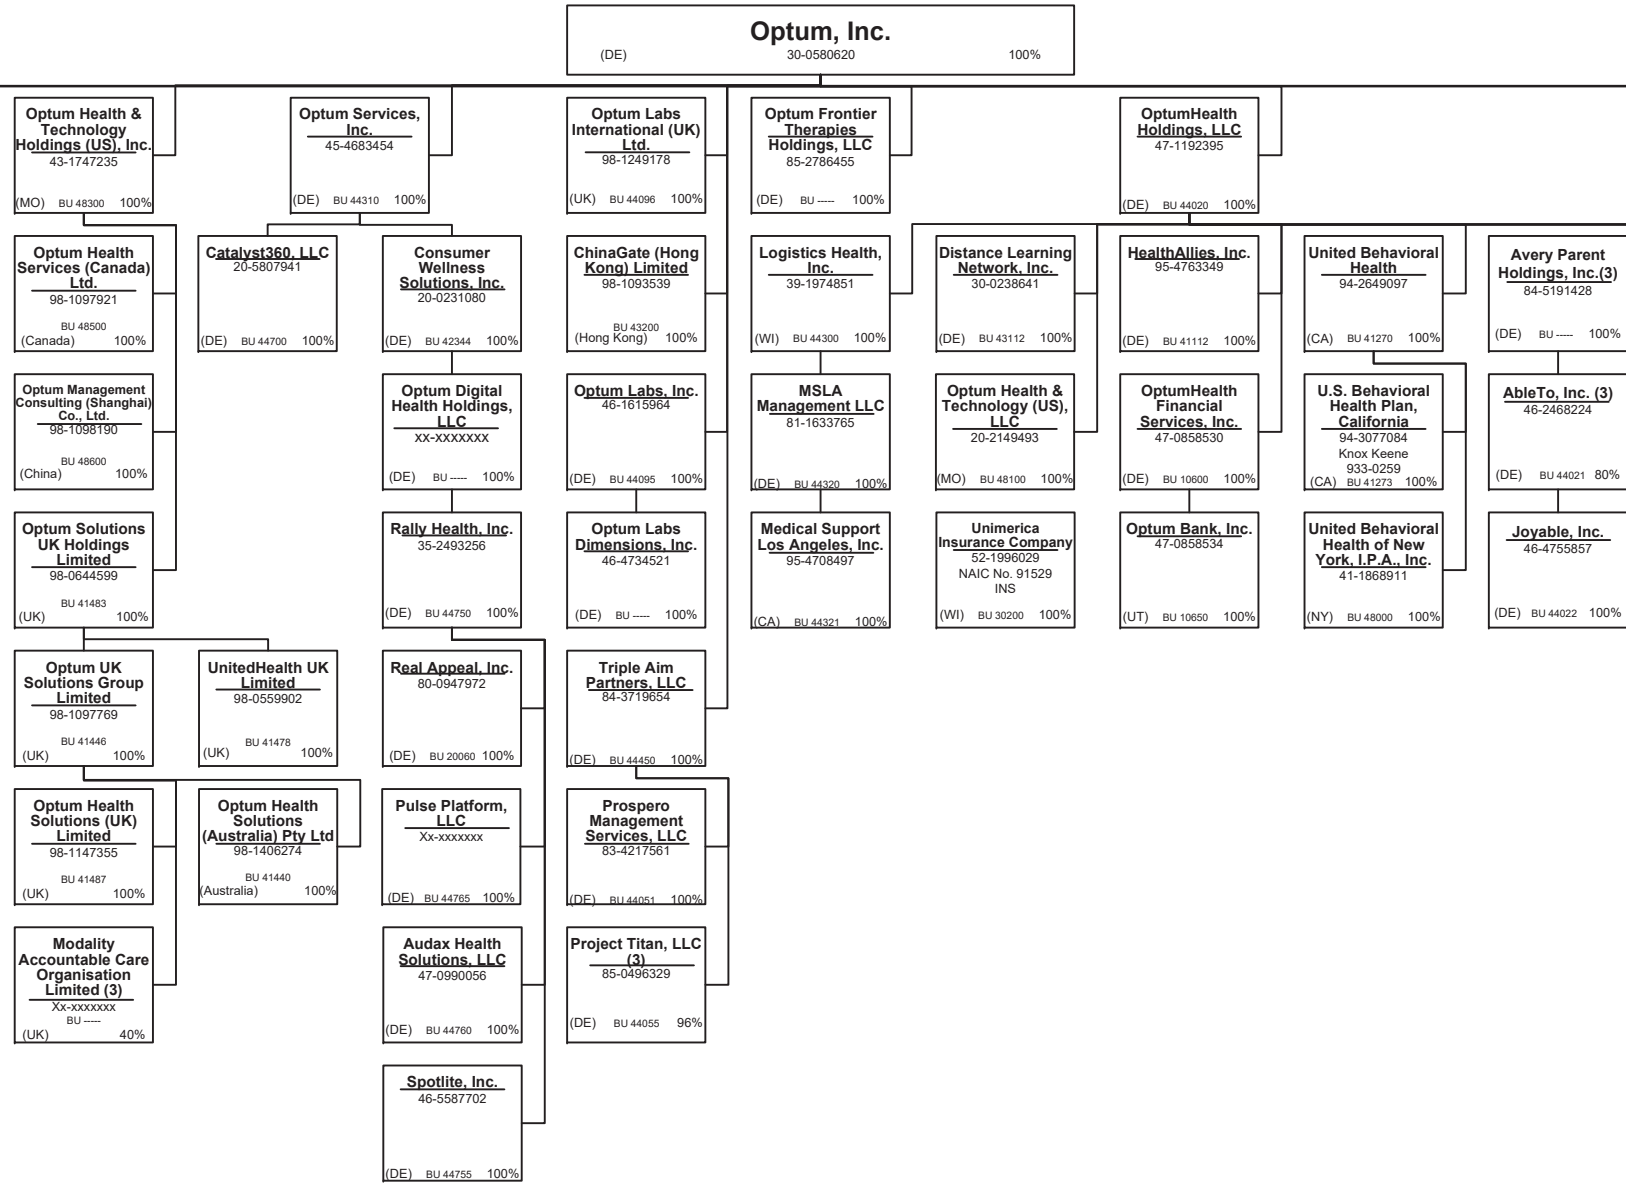 Optum, Inc.
(DE) 30-0580620 100%
Optum Health &
Technology
Holdings (US), Inc.
43-1747235
(MO) BU 48300 100%
Optum Services,
Inc.
45-4683454
(DE) BU 44310 100%
Optum Labs
International (UK)
Ltd.
98-1249178
(UK) BU 44096 100%
Optum Frontier
Therapies
Holdings, LLC
85-2786455
(DE) BU ----- 100%
OptumHealth
Holdings, LLC
47-1192395
(DE) BU 44020 100%
Optum Health
Services (Canada)
Ltd.
98-1097921
BU 48500
(Canada) 100%
Catalyst360, LLC
20-5807941
(DE) BU 44700 100%
Consumer
Wellness
Solutions, Inc.
20-0231080
(DE) BU 42344 100%
ChinaGate (Hong
Kong) Limited
98-1093539
BU 43200
(Hong Kong) 100%
Logistics Health,
Inc.
39-1974851
(WI) BU 44300 100%
Distance Learning
Network, Inc.
30-0238641
(DE) BU 43112 100%
HealthAllies, Inc.
95-4763349
(DE) BU 41112 100%
United Behavioral
Health
94-2649097
(CA) BU 41270 100%
Avery Parent
Holdings, Inc.(3)
84-5191428
(DE) BU ----- 100%
Optum Management
Consulting (Shanghai)
Co., Ltd.
98-1098190
BU 48600
(China) 100%
Optum Digital
Health Holdings,
LLC
xx-xxxxxxx
(DE) BU ----- 100%
Optum Labs, Inc.
46-1615964
(DE) BU 44095 100%
MSLA
Management LLC
81-1633765
(DE) BU 44320 100%
Optum Health &
Technology (US),
LLC
20-2149493
(MO) BU 48100 100%
OptumHealth
Financial
Services, Inc.
47-0858530
(DE) BU 10600 100%
U.S. Behavioral
Health Plan,
California
94-3077084
Knox Keene
933-0259
(CA) BU 41273 100%
AbleTo, Inc. (3)
46-2468224
(DE) BU 44021 80%
Optum Solutions
UK Holdings
Limited
98-0644599
BU 41483
(UK) 100%
Rally Health, Inc.
35-2493256
(DE) BU 44750 100%
Optum Labs
Dimensions, Inc.
46-4734521
(DE) BU ----- 100%
Medical Support
Los Angeles, Inc.
95-4708497
(CA) BU 44321 100%
Unimerica
Insurance Company
52-1996029
NAIC No. 91529
INS
(WI) BU 30200 100%
Optum Bank, Inc.
47-0858534
(UT) BU 10650 100%
United Behavioral
Health of New
York, I.P.A., Inc.
41-1868911
(NY) BU 48000 100%
Joyable, Inc.
46-4755857
(DE) BU 44022 100%
Optum UK
Solutions Group
Limited
98-1097769
BU 41446
(UK) 100%
UnitedHealth UK
Limited
98-0559902
BU 41478
(UK) 100%
Real Appeal, Inc.
80-0947972
(DE) BU 20060 100%
Triple Aim
Partners, LLC
84-3719654
(DE) BU 44450 100%
Optum Health
Solutions (UK)
Limited
98-1147355
BU 41487
(UK) 100%
Optum Health
Solutions
(Australia) Pty Ltd
98-1406274
BU 41440
(Australia) 100%
Pulse Platform,
LLC
Xx-xxxxxxx
(DE) BU 44765 100%
Prospero
Management
Services, LLC
83-4217561
(DE) BU 44051 100%
Modality
Accountable Care
Organisation
Limited (3)
Xx-xxxxxxx
BU -----
(UK) 40%
Audax Health
Solutions, LLC
47-0990056
(DE) BU 44760 100%
Project Titan, LLC
(3)
85-0496329
(DE) BU 44055 96%
Spotlite, Inc.
46-5587702
(DE) BU 44755 100%